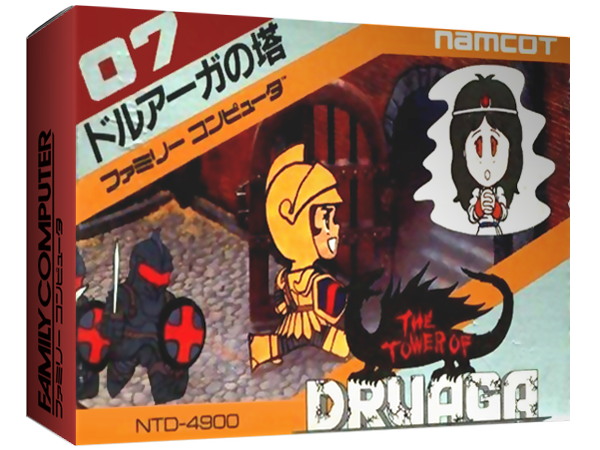 07
namcot
ドルアーガの塔
ファミリー コンピュータ™
THE
TOWER OF
DRUAGA
NTD-4900
FAMILY COMPUTER
ファミリー コンピュータ